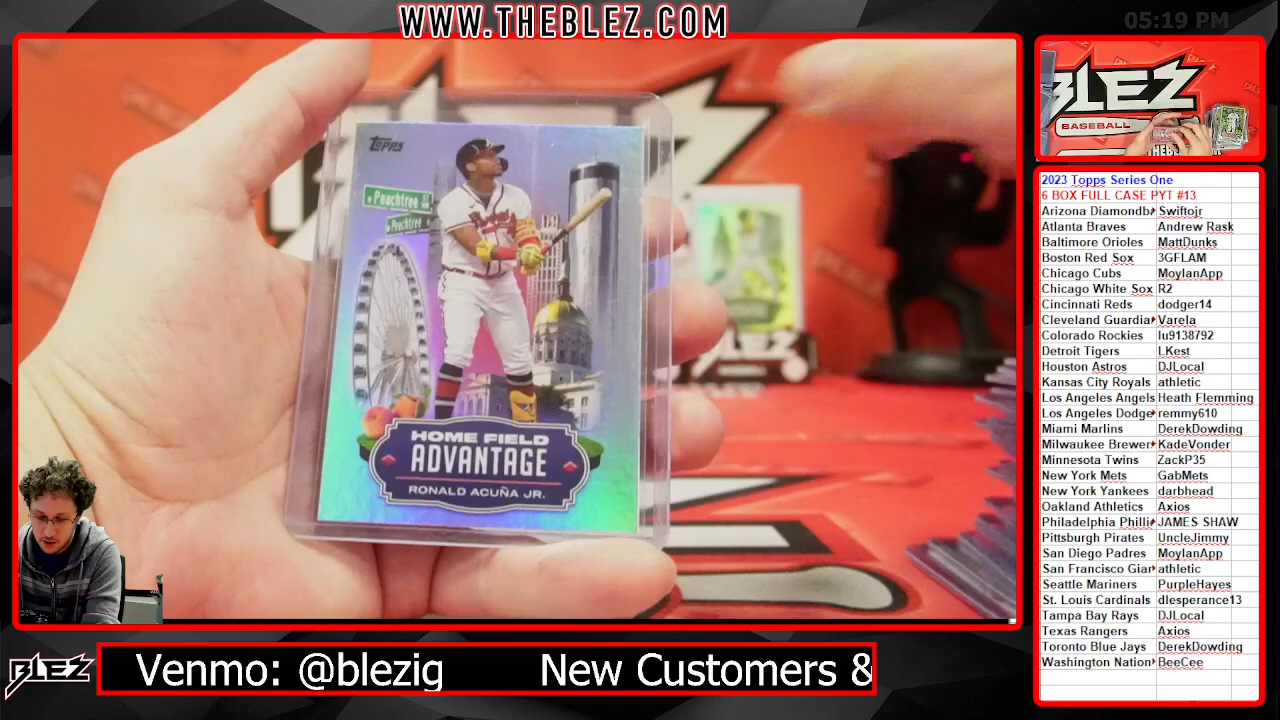 WWW.THEBLEZ.COM
05:19 PM
Topps
Peachtree ST
Peachtree
HOME FIELD
ADVANTAGE
RONALD ACUÑA JR.
BLEZ
BASEBALL
2023 Topps Series One
6 BOX FULL CASE PYT #13
Arizona Diamondba Swiftojr
Atlanta Braves Andrew Rask
Baltimore Orioles MattDunks
Boston Red Sox 3GFLAM
Chicago Cubs MoylanApp
Chicago White Sox R2
Cincinnati Reds dodger14
Cleveland Guardia Varela
Colorado Rockies lu9138792
Detroit Tigers LKest
Houston Astros DJLocal
Kansas City Royals athletic
Los Angeles Angels Heath Flemming
Los Angeles Dodge remmy610
Miami Marlins DerekDowding
Milwaukee Brewer KadeVonder
Minnesota Twins ZackP35
New York Mets GabMets
New York Yankees darbhead
Oakland Athletics Axios
Philadelphia Philli JAMES SHAW
Pittsburgh Pirates UncleJimmy
San Diego Padres MoylanApp
San Francisco Giar athletic
Seattle Mariners PurpleHayes
St. Louis Cardinals dlesperance13
Tampa Bay Rays DJLocal
Texas Rangers Axios
Toronto Blue Jays DerekDowding
Washington Nation BeeCee
BLEZ
Venmo: @blezig New Customers &